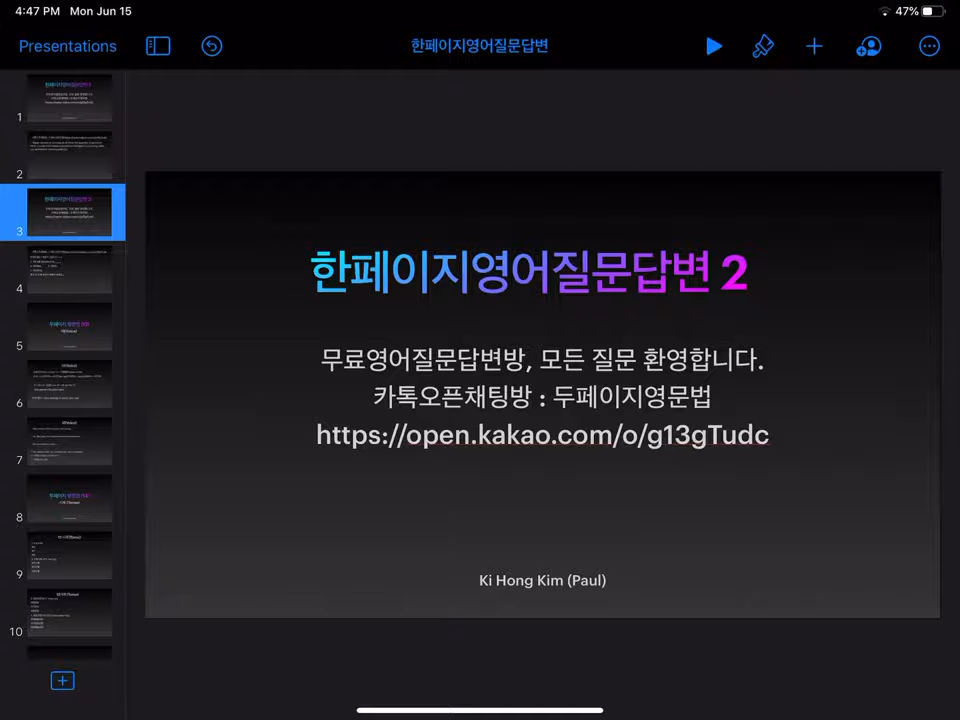 4:47 PM Mon Jun 15
47%
Presentations
한페이지영어질문답변
1
2
3
4
5
6
7
8
9
10
한페이지영어질문답변 2
무료영어질문답변방, 모든 질문 환영합니다.
카톡오픈채팅방 : 두페이지영문법
https://open.kakao.com/o/g13gTudc
Ki Hong Kim (Paul)